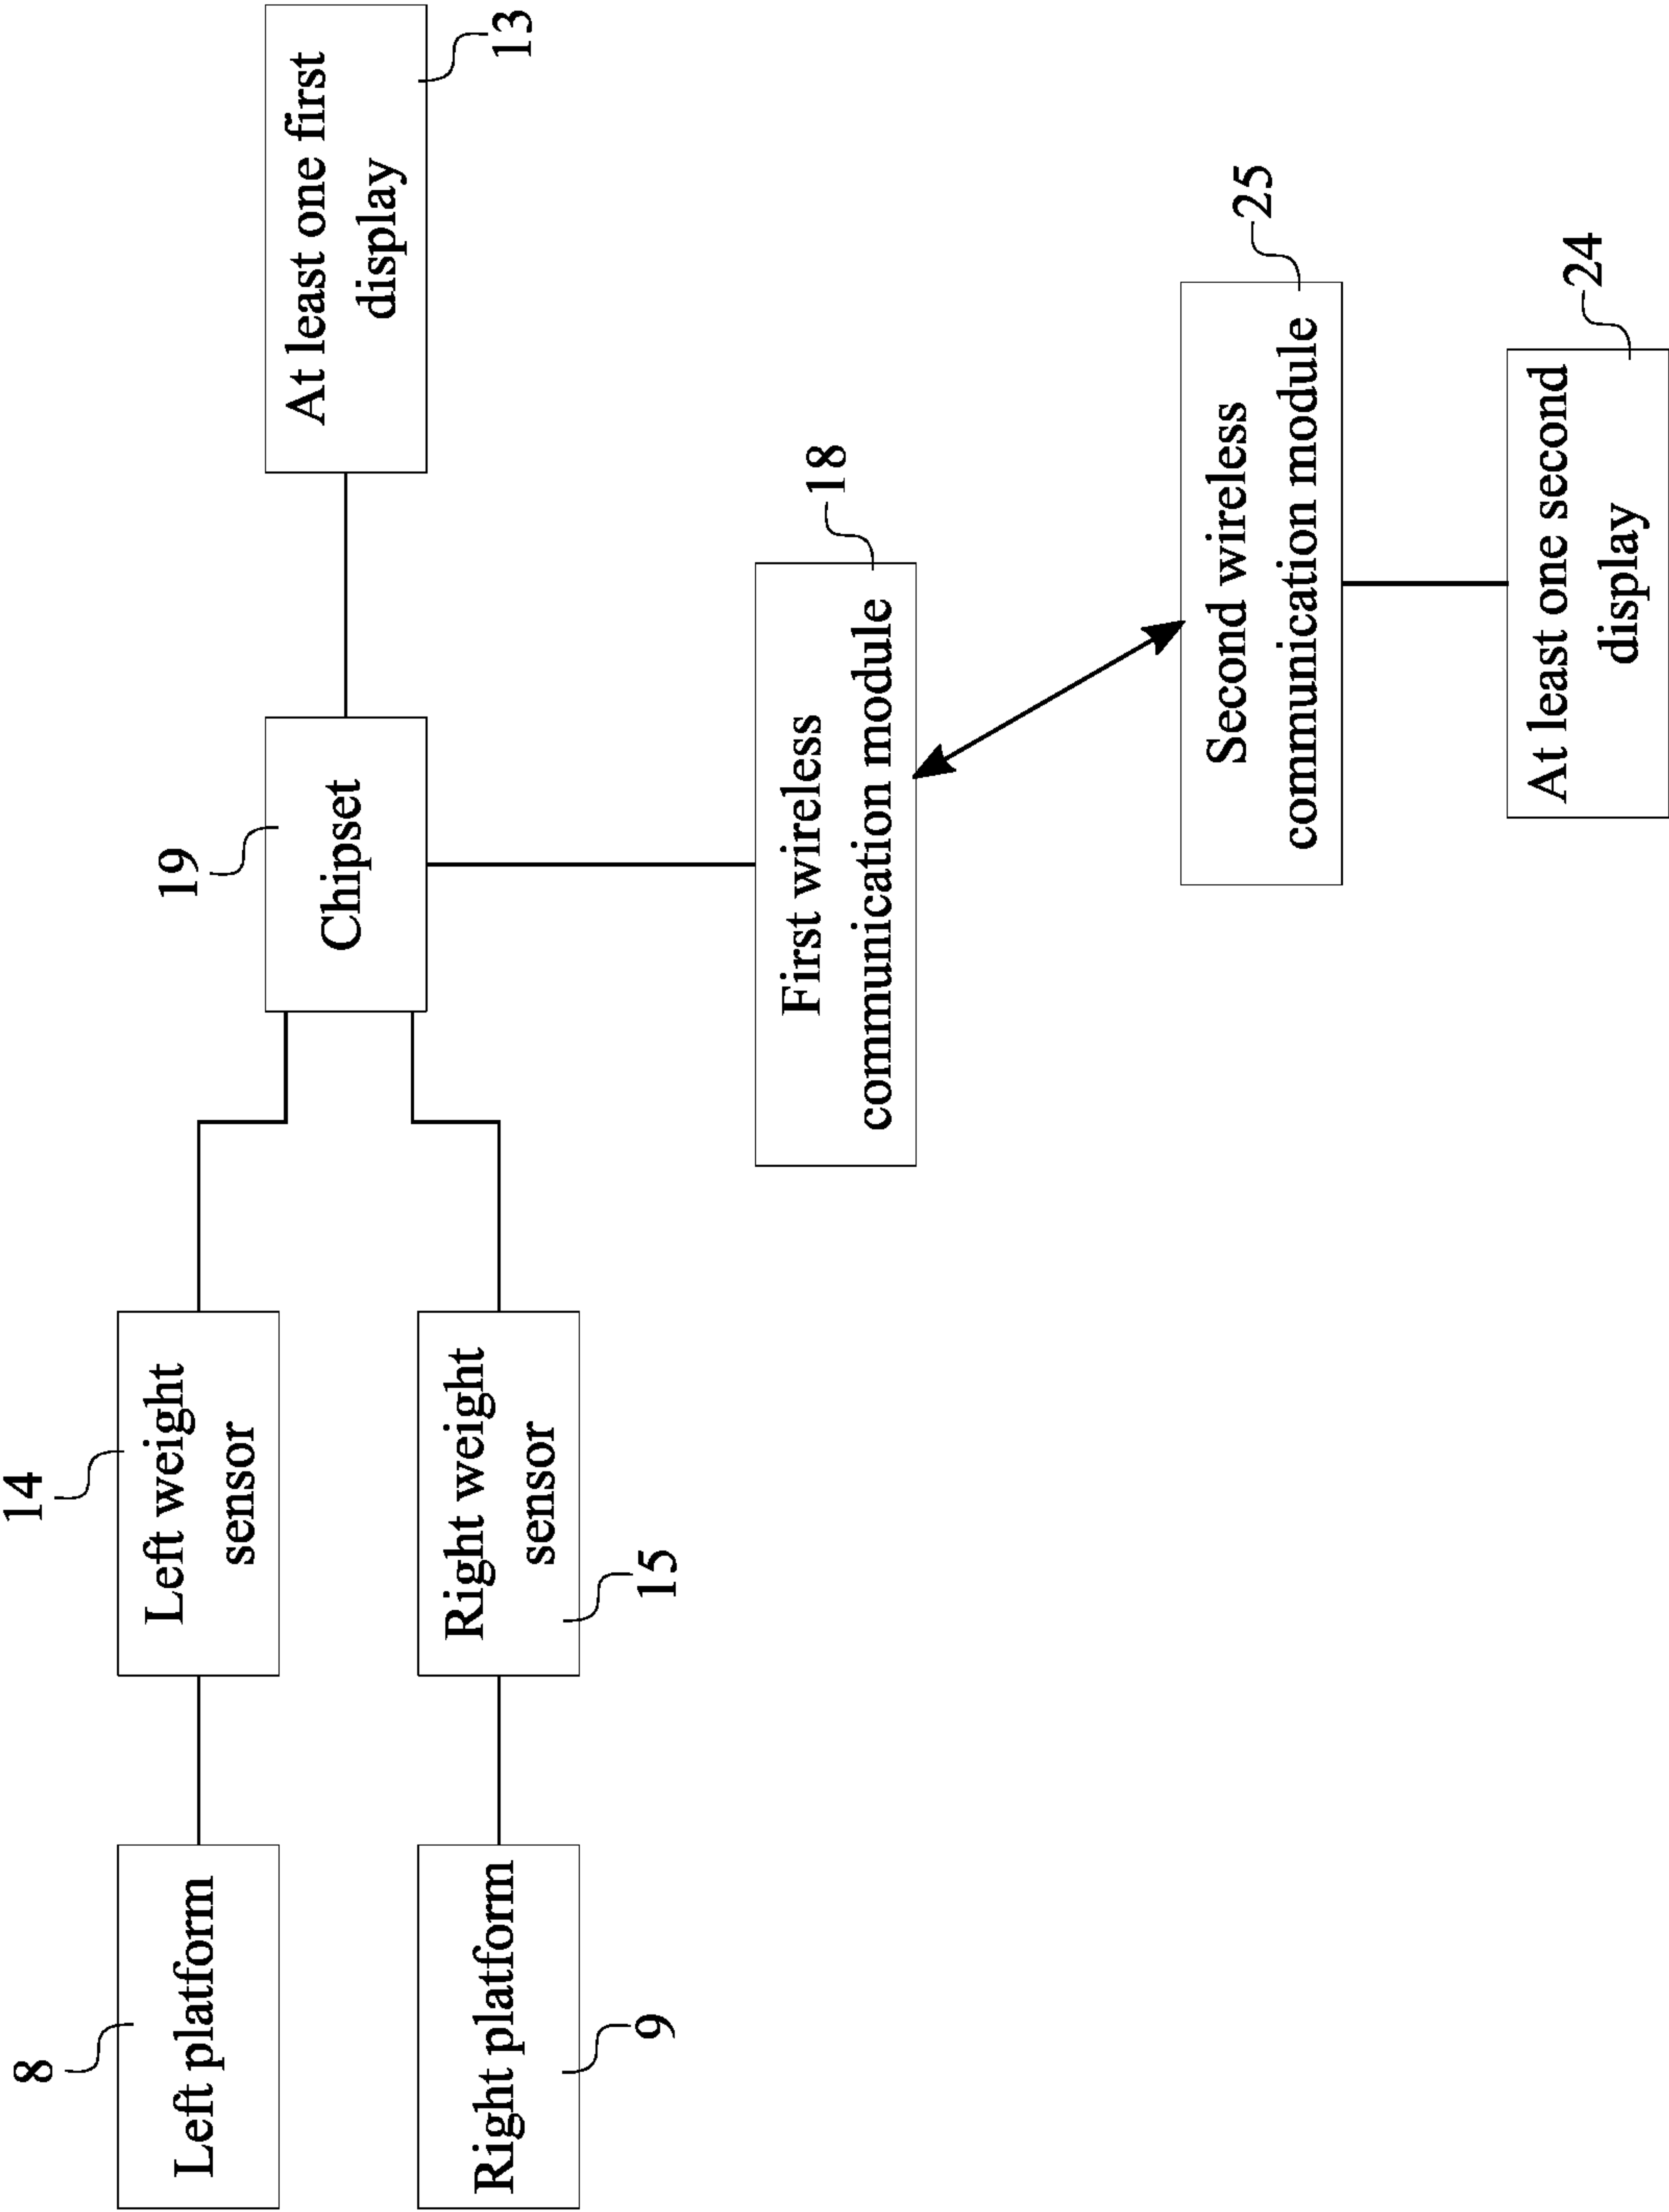 8
Left platform
14
Left weight
sensor
19
Chipset
At least one first
display
13
Right platform
9
Right weight
sensor
15
First wireless
communication module
18
Second wireless
communication module
25
At least one second
display
24